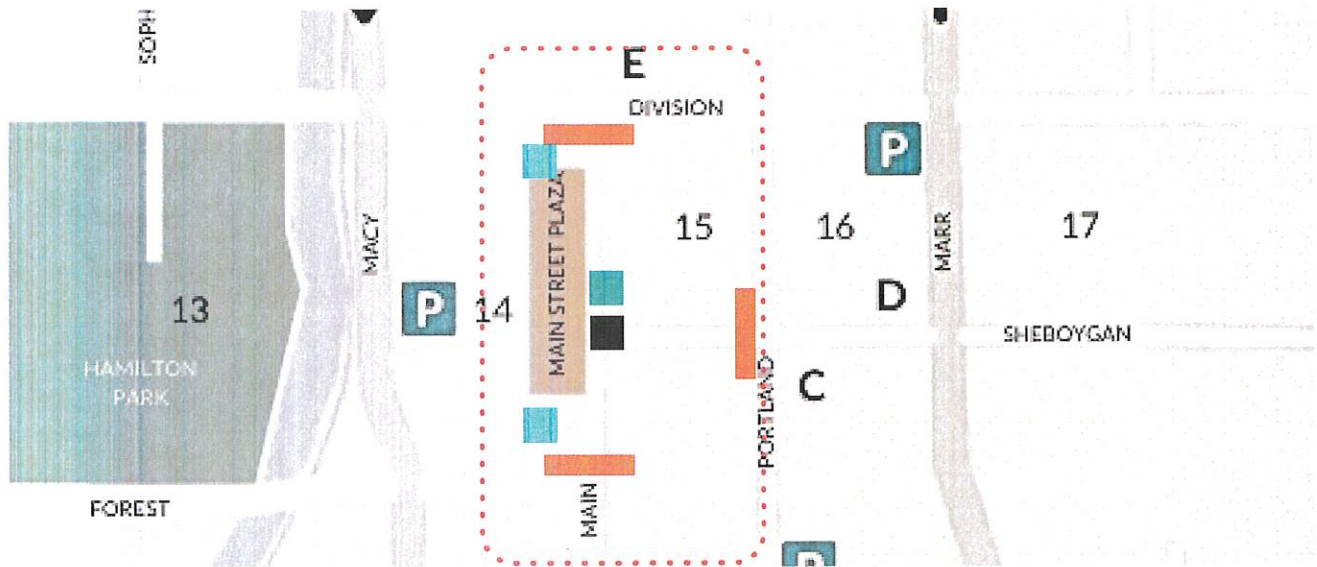 SOPH
E
DIVISION
P
MAIN STREET PLAZA
MACY
15
16
MARR
17
13
P
14
D
SHEBOYGAN
HAMILTON
PARK
C
PORTLAND
MAIN
FOREST
P